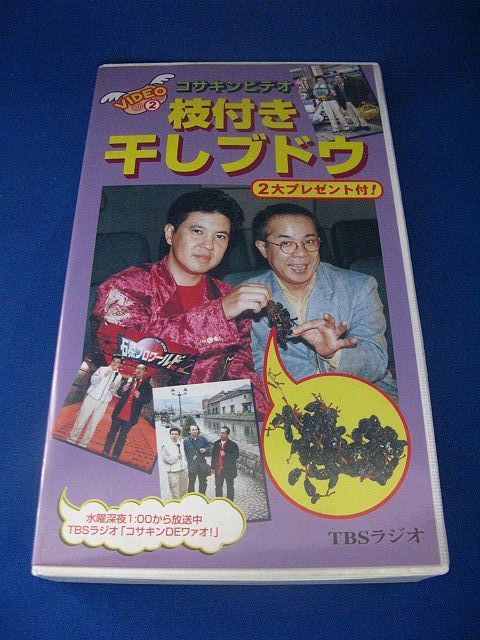 VIDEO 2
コサキンビデオ
枝付き
干しブドウ
2大プレゼント付!
水曜深夜1:00から放送中
TBSラジオ「コサキンDEワァオ!」
TBSラジオ